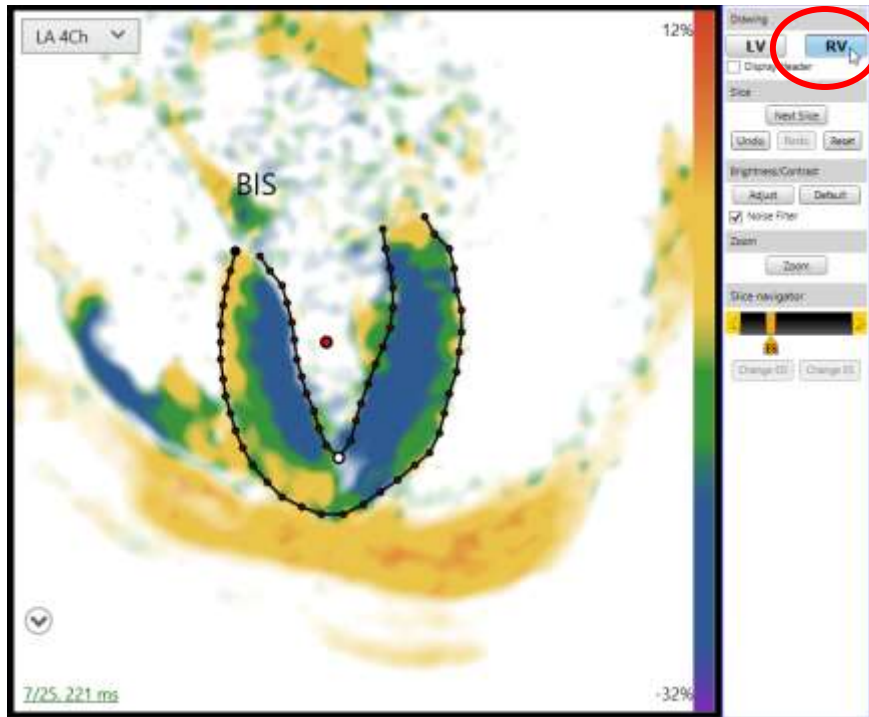 LA 4Ch
12%
BIS
7/25, 221 ms
-32%
Drawing
LV RV
Display Header
Slice
Next Slice
Undo Redo Reset
Brightness/Contrast
Adjust Default
Noise Filter
Zoom
Zoom
Slice navigator
ES
Change ED Change ES